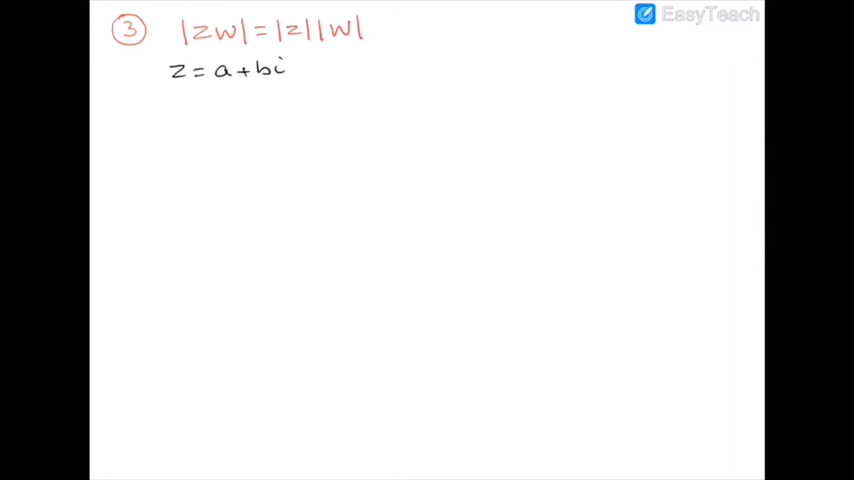 ③ |zw| = |z||w|
z = a + bi
EasyTeach